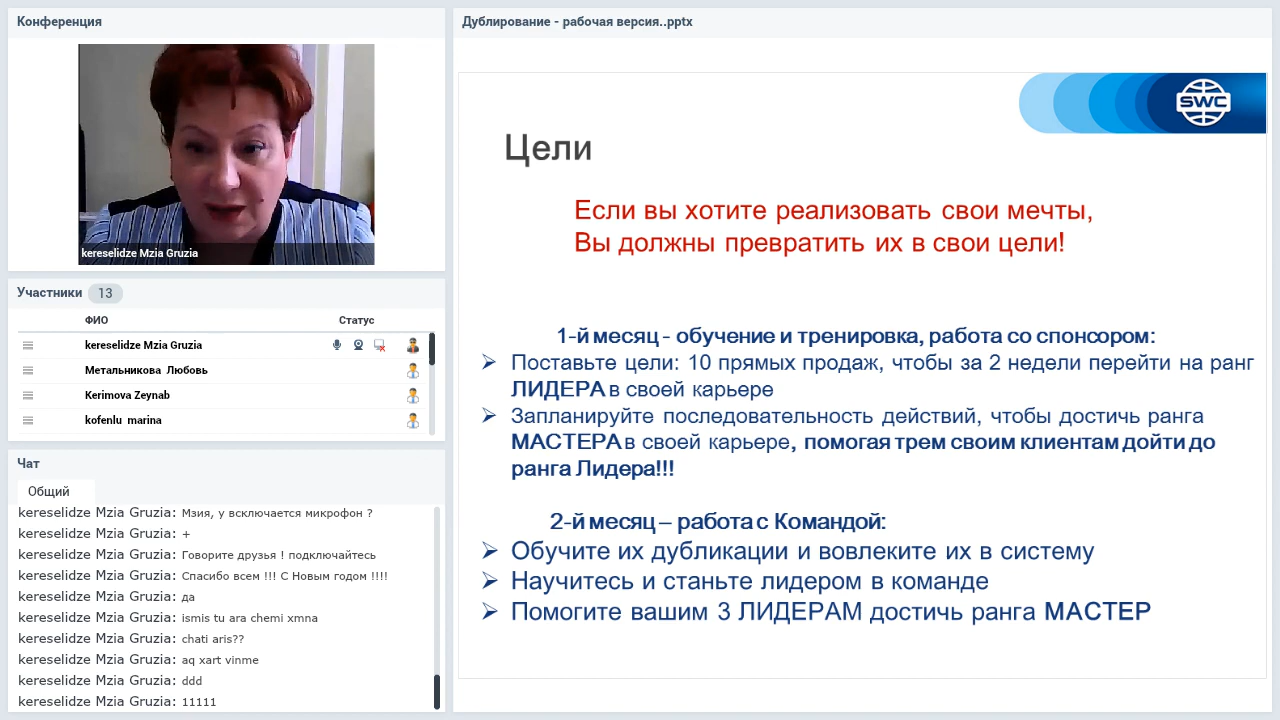 Конференция
kereselidze Mzia Gruzia
Участники 13
ФИО Статус
kereselidze Mzia Gruzia
Метальникова Любовь
Kerimova Zeynab
kofenlu marina
Чат
Общий
kereselidze Mzia Gruzia: Мзия, у всключается микрофон ?
kereselidze Mzia Gruzia: +
kereselidze Mzia Gruzia: Говорите друзья ! подключайтесь
kereselidze Mzia Gruzia: Спасибо всем !!! С Новым годом !!!!
kereselidze Mzia Gruzia: да
kereselidze Mzia Gruzia: ismis tu ara chemi xmna
kereselidze Mzia Gruzia: chati aris??
kereselidze Mzia Gruzia: aq xart vinme
kereselidze Mzia Gruzia: ddd
kereselidze Mzia Gruzia: 11111
Дублирование - рабочая версия..pptx
SWC
Цели
Если вы хотите реализовать свои мечты,
Вы должны превратить их в свои цели!
1-й месяц - обучение и тренировка, работа со спонсором:
Поставьте цели: 10 прямых продаж, чтобы за 2 недели перейти на ранг
ЛИДЕРА в своей карьере
Запланируйте последовательность действий, чтобы достичь ранга
МАСТЕРА в своей карьере, помогая трем своим клиентам дойти до
ранга Лидера!!!
2-й месяц – работа с Командой:
Обучите их дубликации и вовлеките их в систему
Научитесь и станьте лидером в команде
Помогите вашим 3 ЛИДЕРАМ достичь ранга МАСТЕР